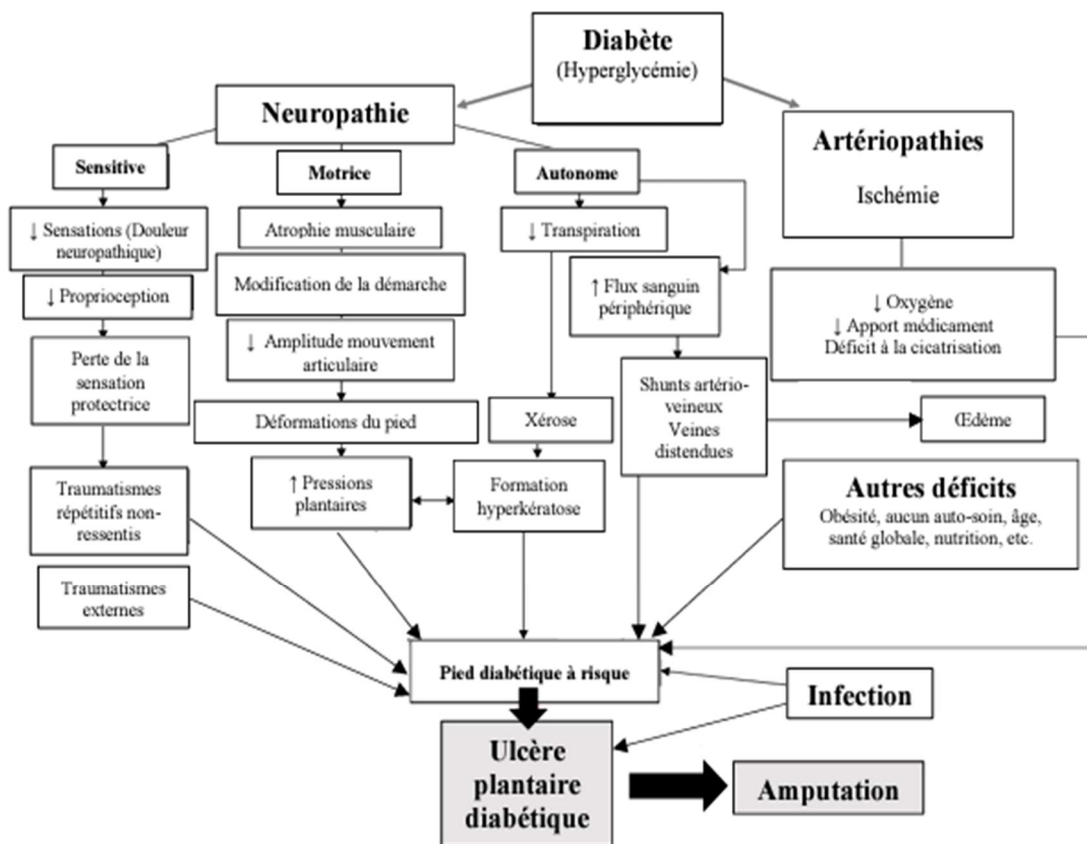 Diabète
(Hyperglycémie)
Neuropathie
Artériopathies
Ischémie
Sensitive
Motrice
Autonome
↓ Sensations (Douleur
neuropathique)
Atrophie musculaire
↓ Transpiration
Modification de la démarche
↑ Flux sanguin
périphérique
↓ Proprioception
↓ Oxygène
↓ Apport médicament
Déficit à la cicatrisation
↓ Amplitude mouvement
articulaire
Perte de la
sensation
protectrice
Shunts artério-
veineux
Veines
distendues
Déformations du pied
Xérose
Œdème
Traumatismes
répétitifs non-
ressentis
↑ Pressions
plantaires
Formation
hyperkératose
Autres déficits
Obésité, aucun auto-soin, âge,
santé globale, nutrition, etc.
Traumatismes
externes
Pied diabétique à risque
Infection
Ulcère
plantaire
diabétique
Amputation